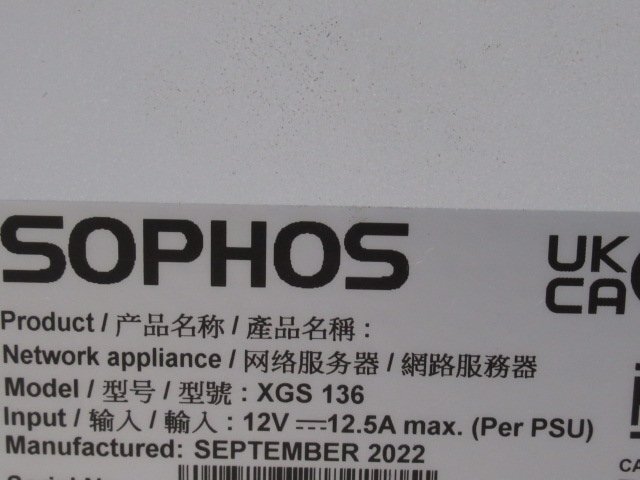 SOPHOS
UK
CA
Product / 产品名称 / 產品名稱 :
Network appliance / 网络服务器 / 網路服務器
Model / 型号 / 型號 : XGS 136
Input / 输入 / 輸入 : 12V ⎓12.5A max. (Per PSU)
Manufactured: SEPTEMBER 2022
CA